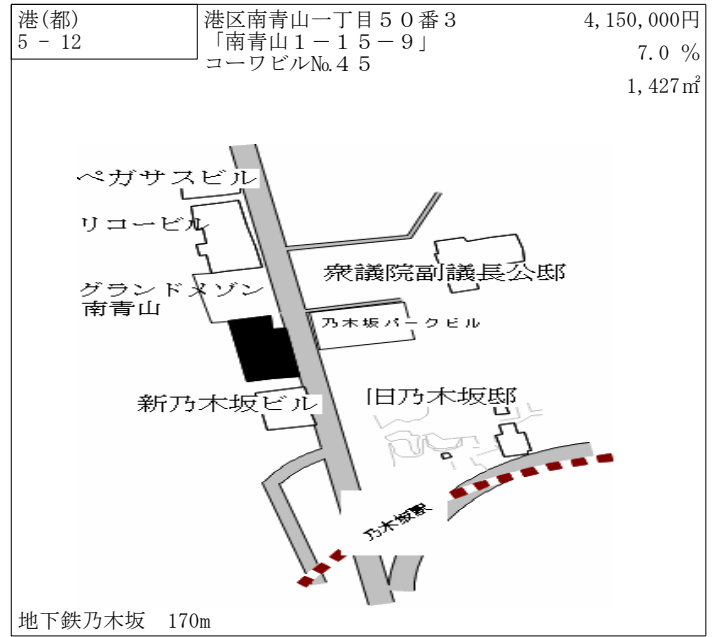 港(都)
5 - 12
港区南青山一丁目５０番３
「南青山１－１５－９」
コーワビル№４５
4,150,000円
7.0 %
1,427㎡
ペガサスビル
リコービル
衆議院副議長公邸
グランドメゾン
南青山
乃木坂パークビル
新乃木坂ビル
旧乃木坂邸
乃木坂駅
地下鉄乃木坂　170m